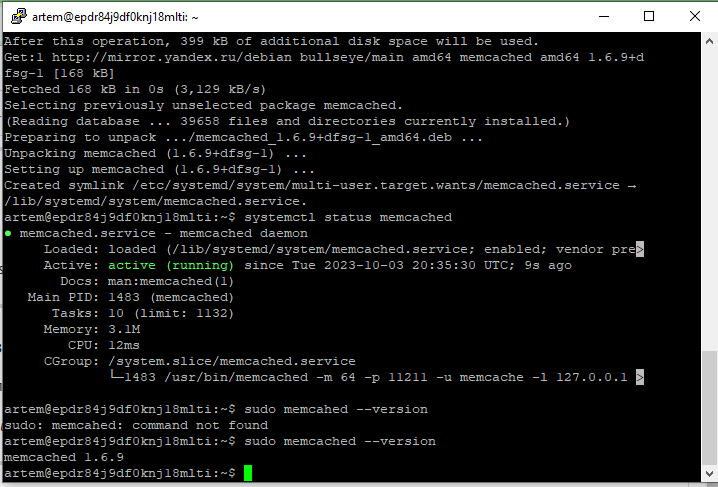 artem@epdr84j9df0knj18mlti: ~
After this operation, 399 kB of additional disk space will be used.
Get:1 http://mirror.yandex.ru/debian bullseye/main amd64 memcached amd64 1.6.9+d
fsg-1 [168 kB]
Fetched 168 kB in 0s (3,129 kB/s)
Selecting previously unselected package memcached.
(Reading database ... 39658 files and directories currently installed.)
Preparing to unpack .../memcached_1.6.9+dfsg-1_amd64.deb ...
Unpacking memcached (1.6.9+dfsg-1) ...
Setting up memcached (1.6.9+dfsg-1) ...
Created symlink /etc/systemd/system/multi-user.target.wants/memcached.service →
/lib/systemd/system/memcached.service.
artem@epdr84j9df0knj18mlti:~$ systemctl status memcached
● memcached.service - memcached daemon
     Loaded: loaded (/lib/systemd/system/memcached.service; enabled; vendor pre>
     Active: active (running) since Tue 2023-10-03 20:35:30 UTC; 9s ago
       Docs: man:memcached(1)
   Main PID: 1483 (memcached)
      Tasks: 10 (limit: 1132)
     Memory: 3.1M
        CPU: 12ms
     CGroup: /system.slice/memcached.service
             └─1483 /usr/bin/memcached -m 64 -p 11211 -u memcache -l 127.0.0.1 >
artem@epdr84j9df0knj18mlti:~$ sudo memcahed --version
sudo: memcahed: command not found
artem@epdr84j9df0knj18mlti:~$ sudo memcached --version
memcached 1.6.9
artem@epdr84j9df0knj18mlti:~$